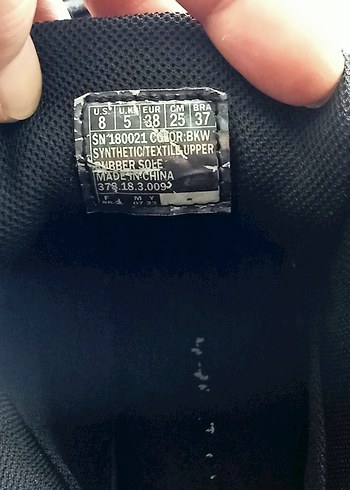 U.S. U.K. EUR CM BRA
8 5 38 25 37
SN 180021 COLOR:BKW
SYNTHETIC/TEXTILE UPPER
RUBBER SOLE
MADE IN CHINA
378.18.3.009
F M Y